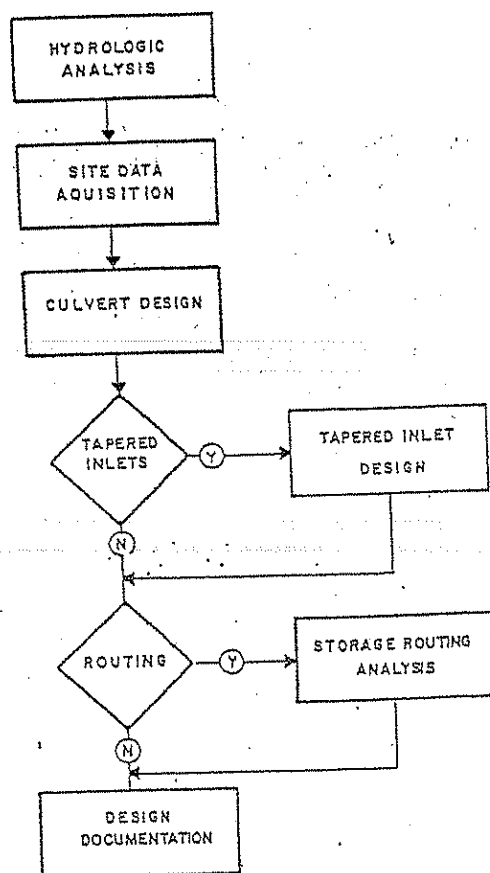 HYDROLOGIC
ANALYSIS
SITE DATA
AQUISITION
CULVERT DESIGN
TAPERED
INLETS
Y
TAPERED INLET
DESIGN
N
ROUTING
Y
STORAGE ROUTING
ANALYSIS
N
DESIGN
DOCUMENTATION